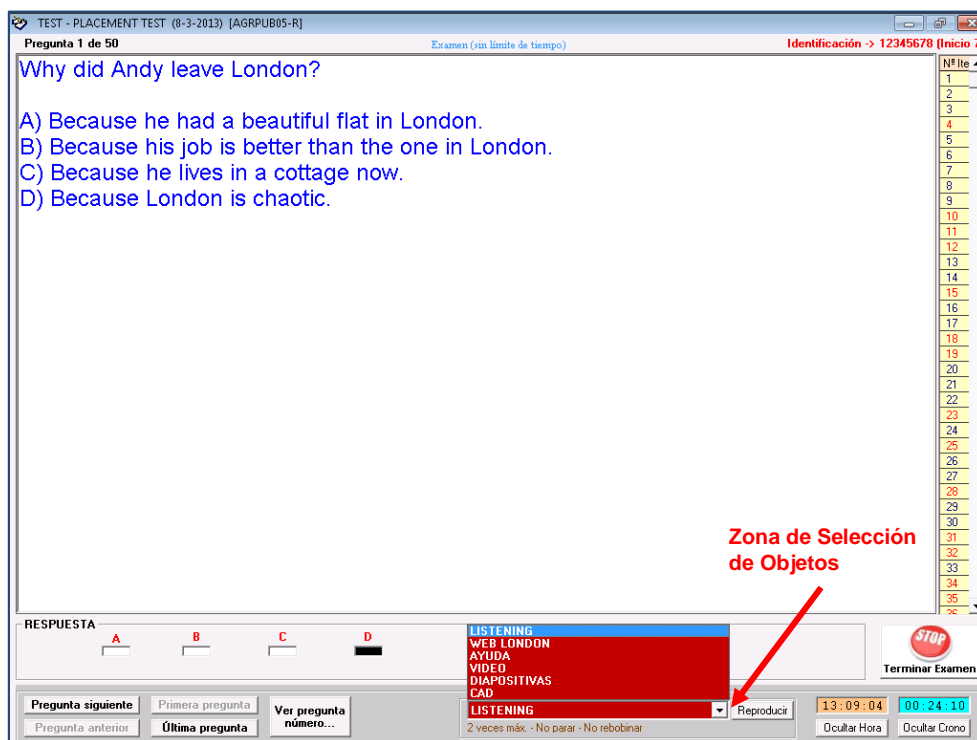 TEST - PLACEMENT TEST (8-3-2013) [AGRPUB05-R]
Pregunta 1 de 50
Examen (sin límite de tiempo)
Identificación -> 12345678 (Inicio
Why did Andy leave London?
A) Because he had a beautiful flat in London.
B) Because his job is better than the one in London.
C) Because he lives in a cottage now.
D) Because London is chaotic.
Nº Ite
1
2
3
4
5
6
7
8
9
10
11
12
13
14
15
16
17
18
19
20
21
22
23
24
25
26
27
28
29
30
31
32
33
34
35
36
Zona de Selección
de Objetos
RESPUESTA
A B C D
LISTENING
WEB LONDON
AYUDA
VIDEO
DIAPOSITIVAS
CAD
STOP
Terminar Examen
Pregunta siguiente
Primera pregunta
Pregunta anterior
Última pregunta
Ver pregunta
número...
LISTENING
Reproducir
2 veces máx. - No parar - No rebobinar
13:09:04
00:24:10
Ocultar Hora
Ocultar Crono